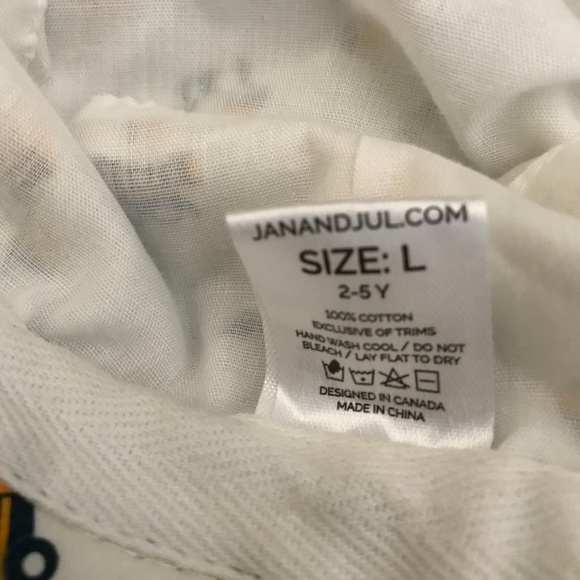 JANANDJUL.COM
SIZE: L
2-5 Y
100% COTTON
EXCLUSIVE OF TRIMS
HAND WASH COOL / DO NOT
BLEACH / LAY FLAT TO DRY
DESIGNED IN CANADA
MADE IN CHINA